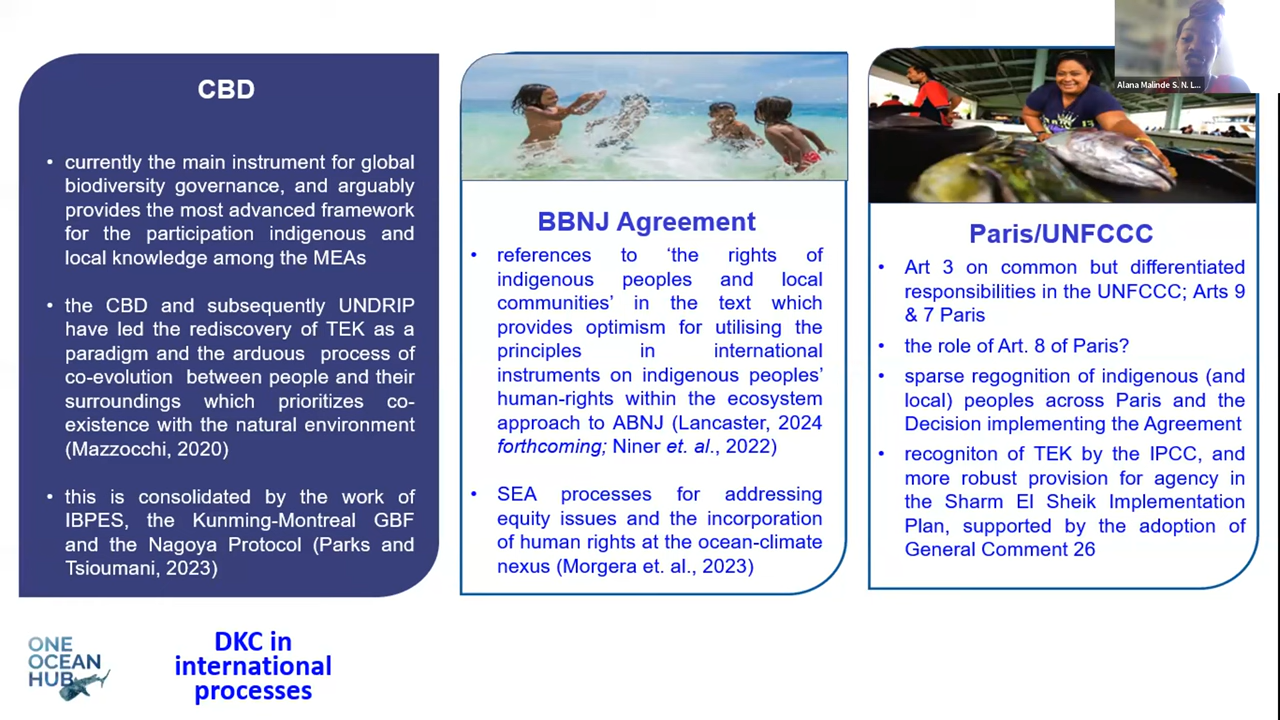 CBD
• currently the main instrument for global
biodiversity governance, and arguably
provides the most advanced framework
for the participation indigenous and
local knowledge among the MEAs
• the CBD and subsequently UNDRIP
have led the rediscovery of TEK as a
paradigm and the arduous process of
co-evolution between people and their
surroundings which prioritizes co-
existence with the natural environment
(Mazzocchi, 2020)
• this is consolidated by the work of
IBPES, the Kunming-Montreal GBF
and the Nagoya Protocol (Parks and
Tsioumani, 2023)
BBNJ Agreement
• references to ‘the rights of
indigenous peoples and local
communities’ in the text which
provides optimism for utilising the
principles in international
instruments on indigenous peoples’
human-rights within the ecosystem
approach to ABNJ (Lancaster, 2024
forthcoming; Niner et. al., 2022)
• SEA processes for addressing
equity issues and the incorporation
of human rights at the ocean-climate
nexus (Morgera et. al., 2023)
Alana Malinde S. N. L...
Paris/UNFCCC
• Art 3 on common but differentiated
responsibilities in the UNFCCC; Arts 9
& 7 Paris
• the role of Art. 8 of Paris?
• sparse regognition of indigenous (and
local) peoples across Paris and the
Decision implementing the Agreement
• recogniton of TEK by the IPCC, and
more robust provision for agency in
the Sharm El Sheik Implementation
Plan, supported by the adoption of
General Comment 26
ONE
OCEAN
HUB
DKC in
international
processes